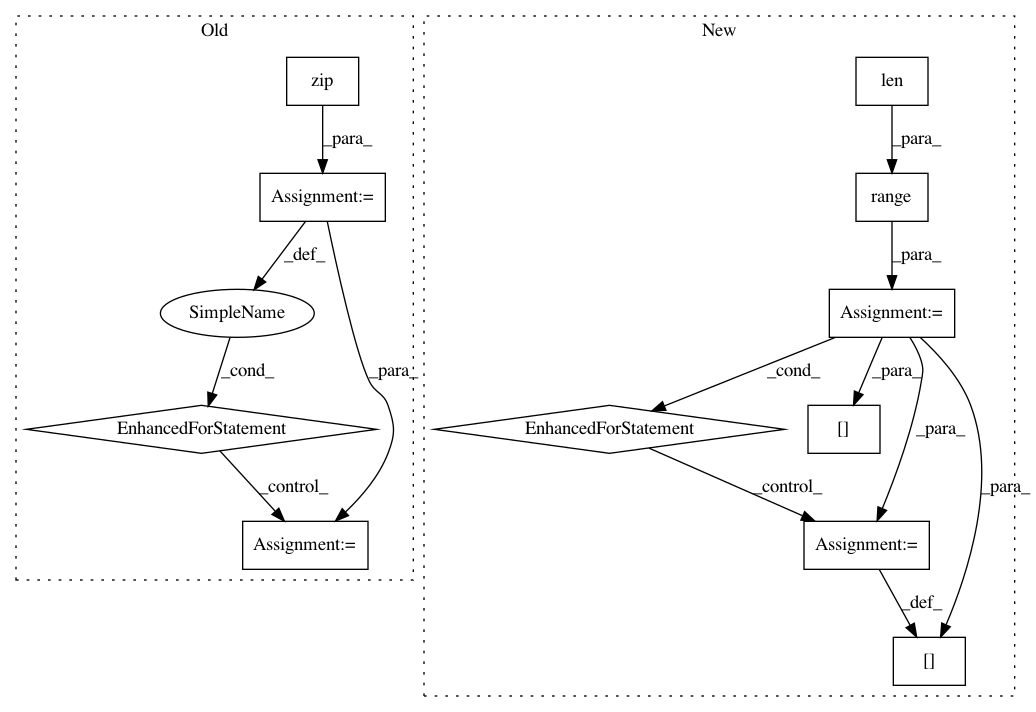 Old
New
zip
len
_para_
_para_
Assignment:=
range
_def_
_para_
SimpleName
Assignment:=
_cond_
_para_
_cond_
_para_
EnhancedForStatement
EnhancedForStatement
[]
_para_
_control_
_control_
_para_
Assignment:=
Assignment:=
_def_
[]